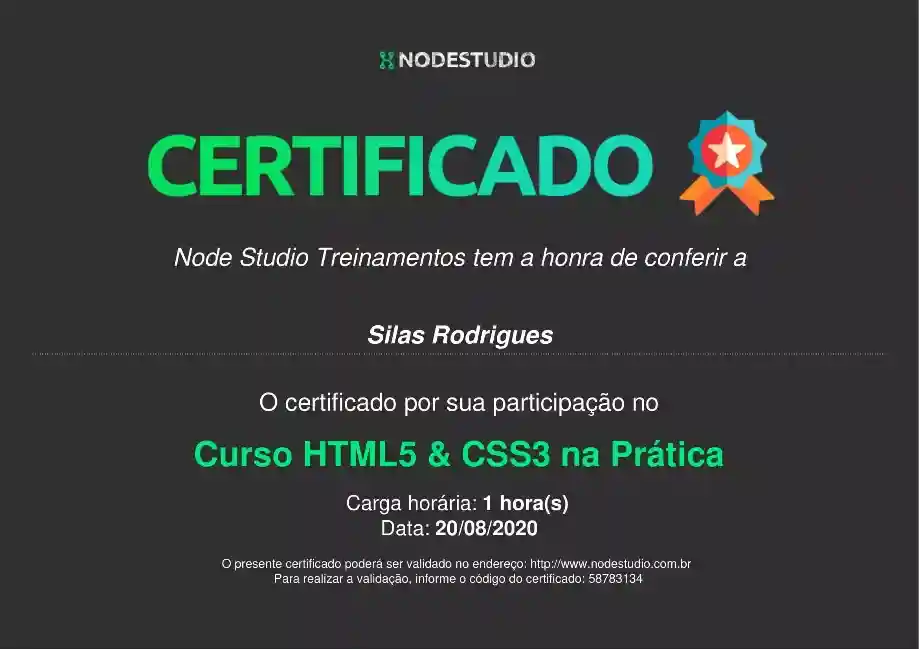 NODESTUDIO
CERTIFICADO
Node Studio Treinamentos tem a honra de conferir a
Silas Rodrigues
O certificado por sua participação no
Curso HTML5 & CSS3 na Prática
Carga horária: 1 hora(s)
Data: 20/08/2020
O presente certificado poderá ser validado no endereço: http://www.nodestudio.com.br
Para realizar a validação, informe o código do certificado: 58783134